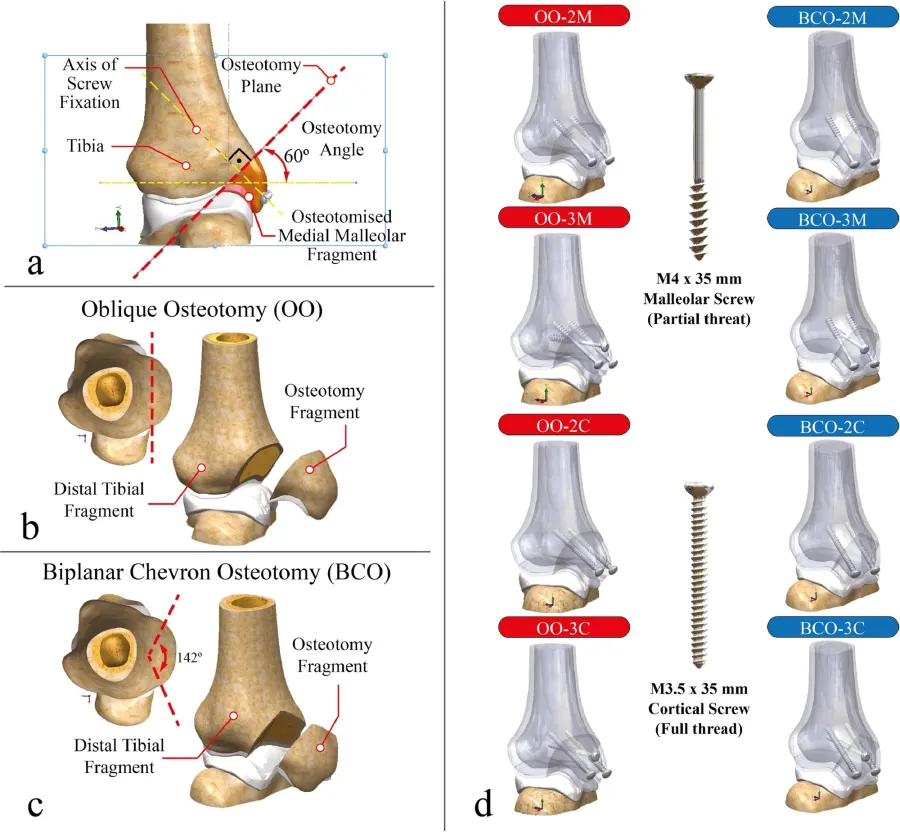 Axis of
Screw
Fixation
Osteotomy
Plane
Osteotomy
Angle
60º
Tibia
Osteotomised
Medial Malleolar
Fragment
a
Oblique Osteotomy (OO)
Osteotomy
Fragment
Distal Tibial
Fragment
b
Biplanar Chevron Osteotomy (BCO)
142º
Osteotomy
Fragment
Distal Tibial
Fragment
c
OO-2M
BCO-2M
OO-3M
BCO-3M
M4 x 35 mm
Malleolar Screw
(Partial threat)
OO-2C
BCO-2C
OO-3C
BCO-3C
M3.5 x 35 mm
Cortical Screw
(Full thread)
d